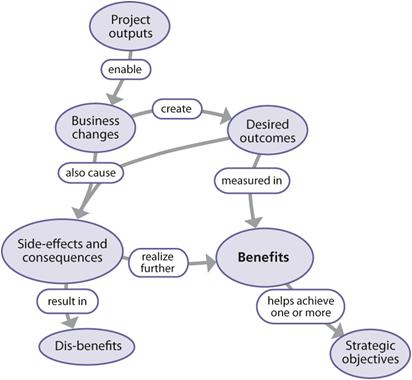 Project
outputs
enable
Business
changes
create
Desired
outcomes
also cause
measured in
Side-effects and
consequences
realize
further
Benefits
result in
helps achieve
one or more
Dis-benefits
Strategic
objectives